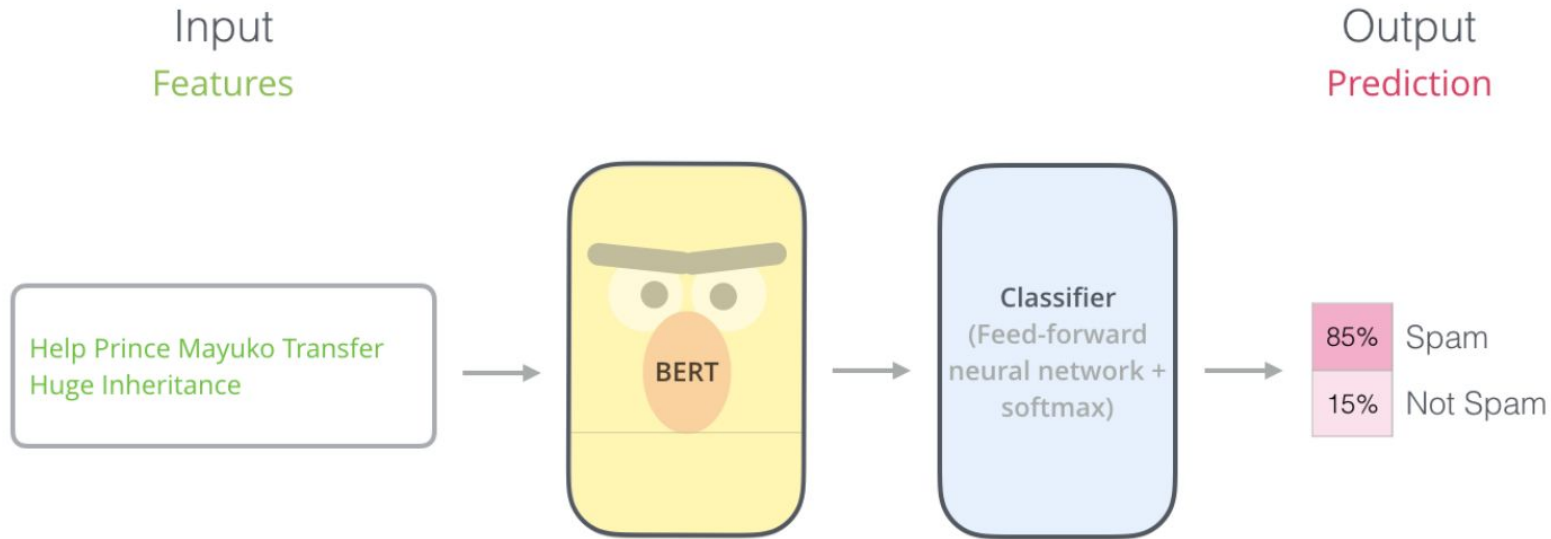 Input
Features
Output
Prediction
Help Prince Mayuko Transfer
Huge Inheritance
BERT
Classifier
(Feed-forward
neural network +
softmax)
85% Spam
15% Not Spam